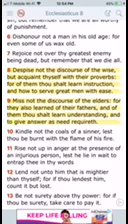 12:54 PM
Ecclesiasticus 8
of punishment.
6 Dishonour not a man in his old age: for
even some of us wax old.
7 Rejoice not over thy greatest enemy
being dead, but remember that we die all.
8 Despise not the discourse of the wise,
but acquaint thyself with their proverbs:
for of them thou shalt learn instruction,
and how to serve great men with ease.
9 Miss not the discourse of the elders: for
they also learned of their fathers, and of
them thou shalt learn understanding, and
to give answer as need requireth.
10 Kindle not the coals of a sinner, lest
thou be burnt with the flame of his fire.
11 Rise not up in anger at the presence of
an injurious person, lest he lie in wait to
entrap thee in thy words
12 Lend not unto him that is mightier
than thyself; for if thou lendest him,
count it but lost.
13 Be not surety above thy power: for if
thou be surety, take care to pay it.
KEEP LIFE